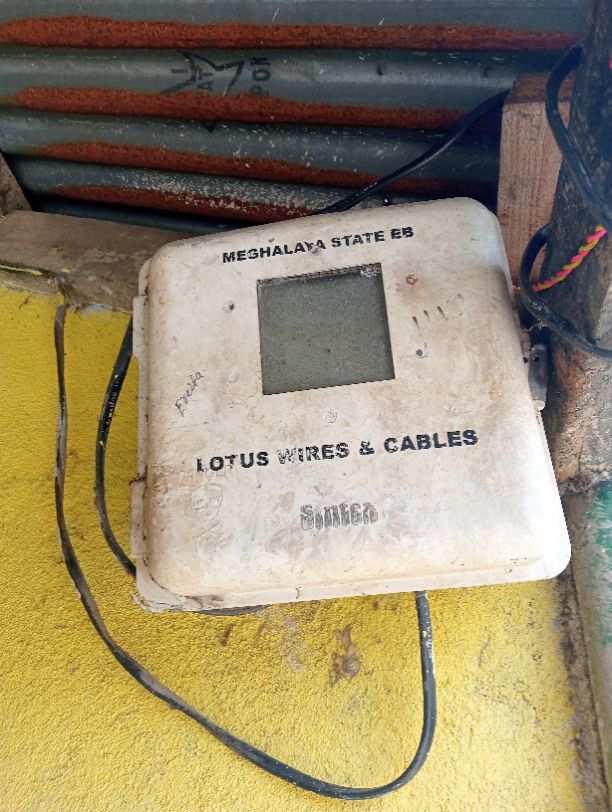 MEGHALAYA STATE EB
LOTUS WIRES & CABLES
Sintex